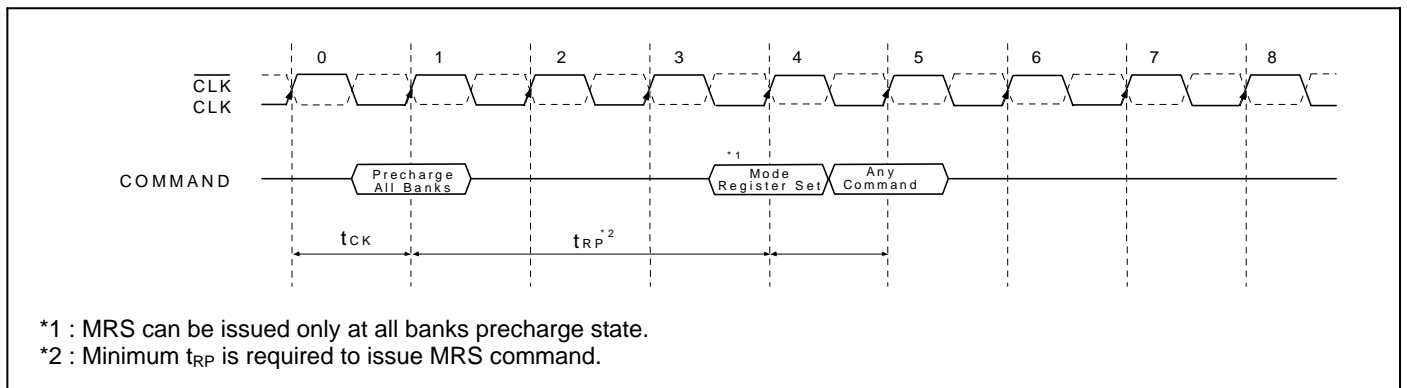 0 1 2 3 4 5 6 7 8
CLK
CLK
COMMAND
Precharge
All Banks
*1
Mode
Register Set
Any
Command
tCK
tRP*2
*1 : MRS can be issued only at all banks precharge state.
*2 : Minimum tRP is required to issue MRS command.